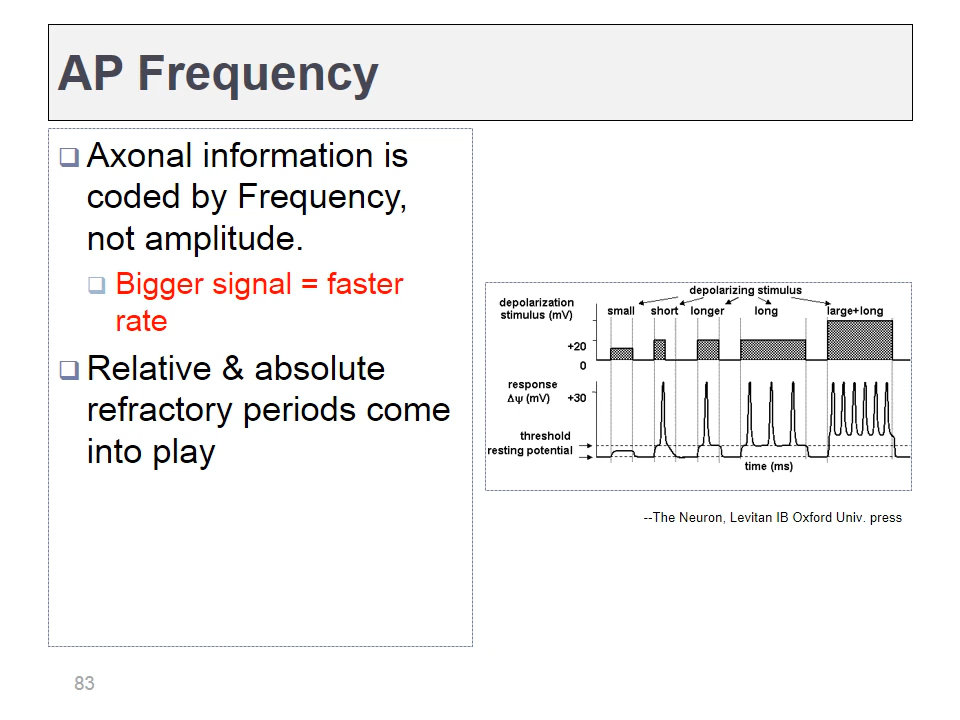 AP Frequency
❑ Axonal information is
coded by Frequency,
not amplitude.
❑ Bigger signal = faster
rate
❑ Relative & absolute
refractory periods come
into play
depolarizing stimulus
depolarization
stimulus (mV)
small short longer long large+long
+20
0
response
Δψ (mV)
+30
threshold
resting potential
time (ms)
--The Neuron, Levitan IB Oxford Univ. press
83